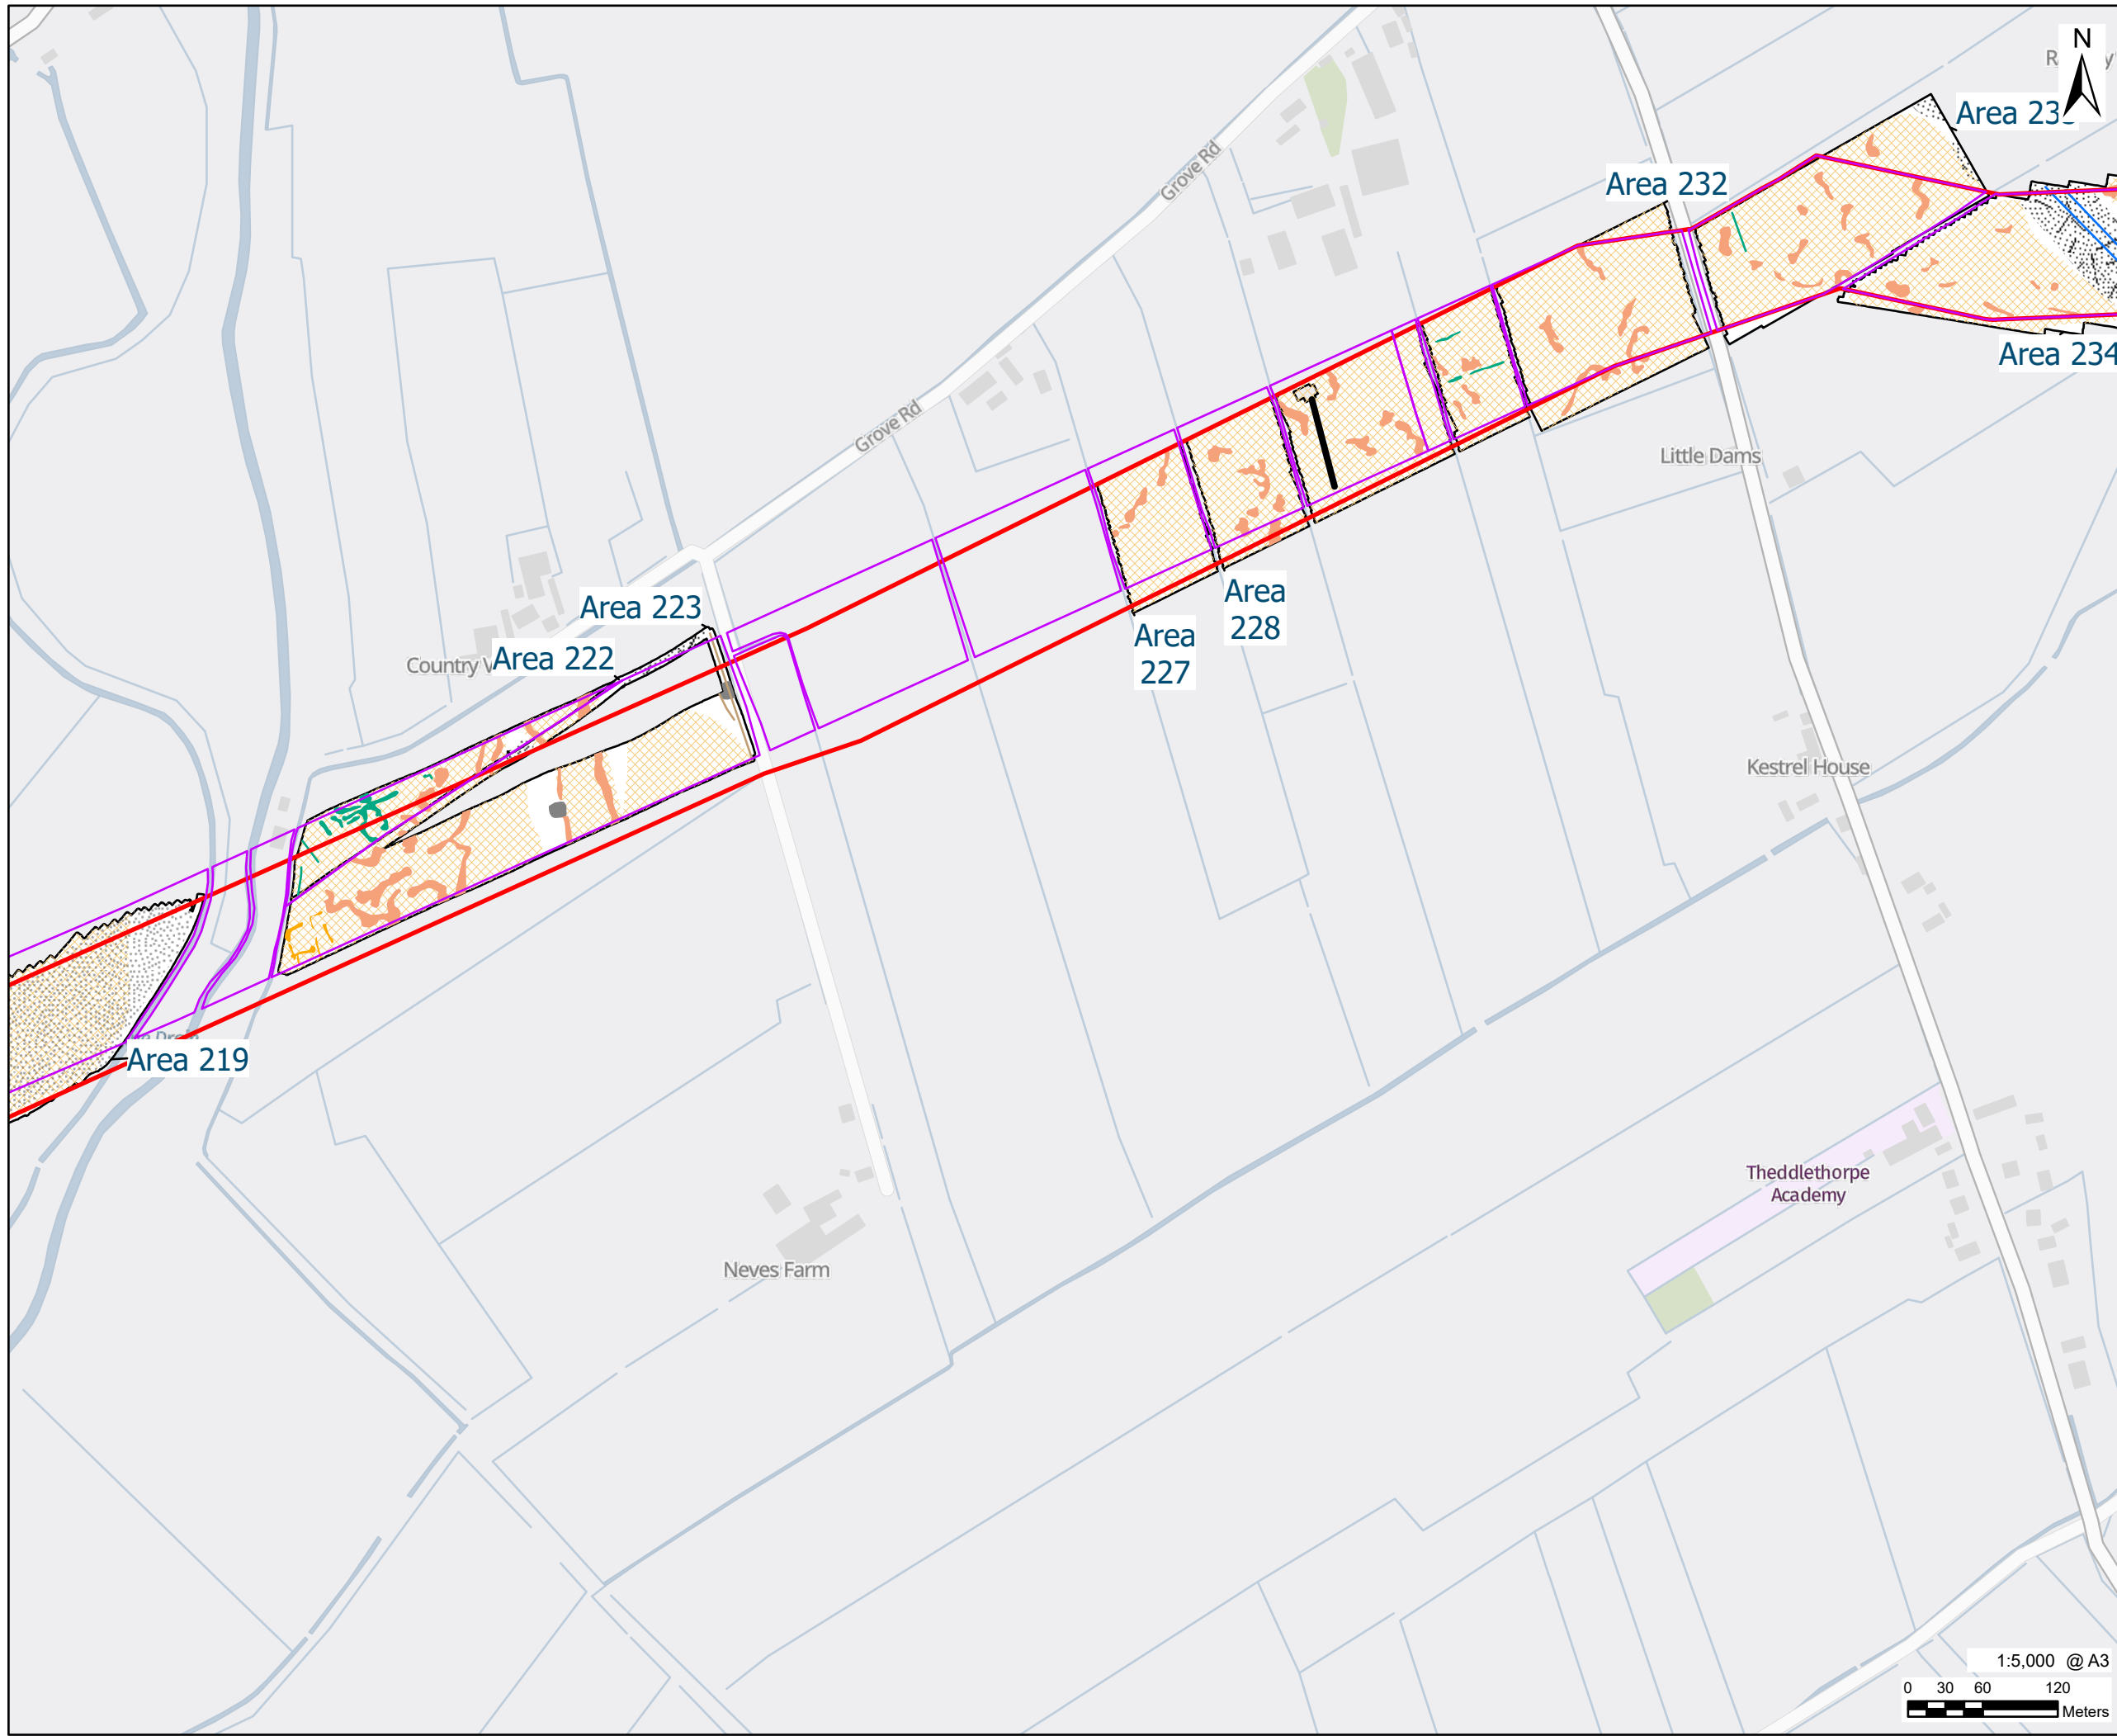 N
Area 232
Grove Rd
Area 234
Grove Rd
Little Dams
Area
228
Area 223
Area
227
Area 222
Country
Kestrel House
Area 219
Theddlethorpe
Academy
Neves Farm
1:5,000 @ A3
0 30 60 120
Meters